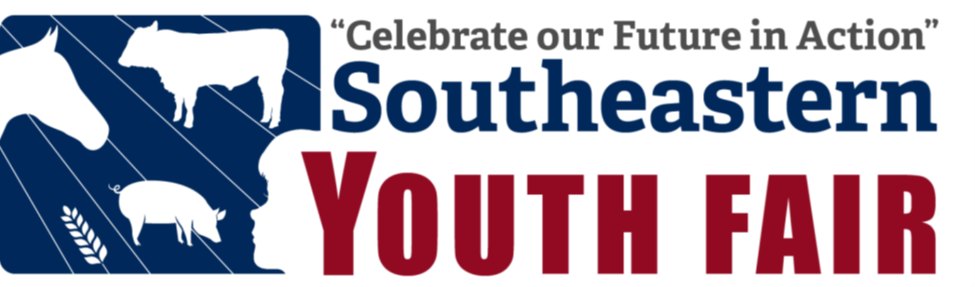 “Celebrate our Future in Action”
Southeastern
YOUTH FAIR